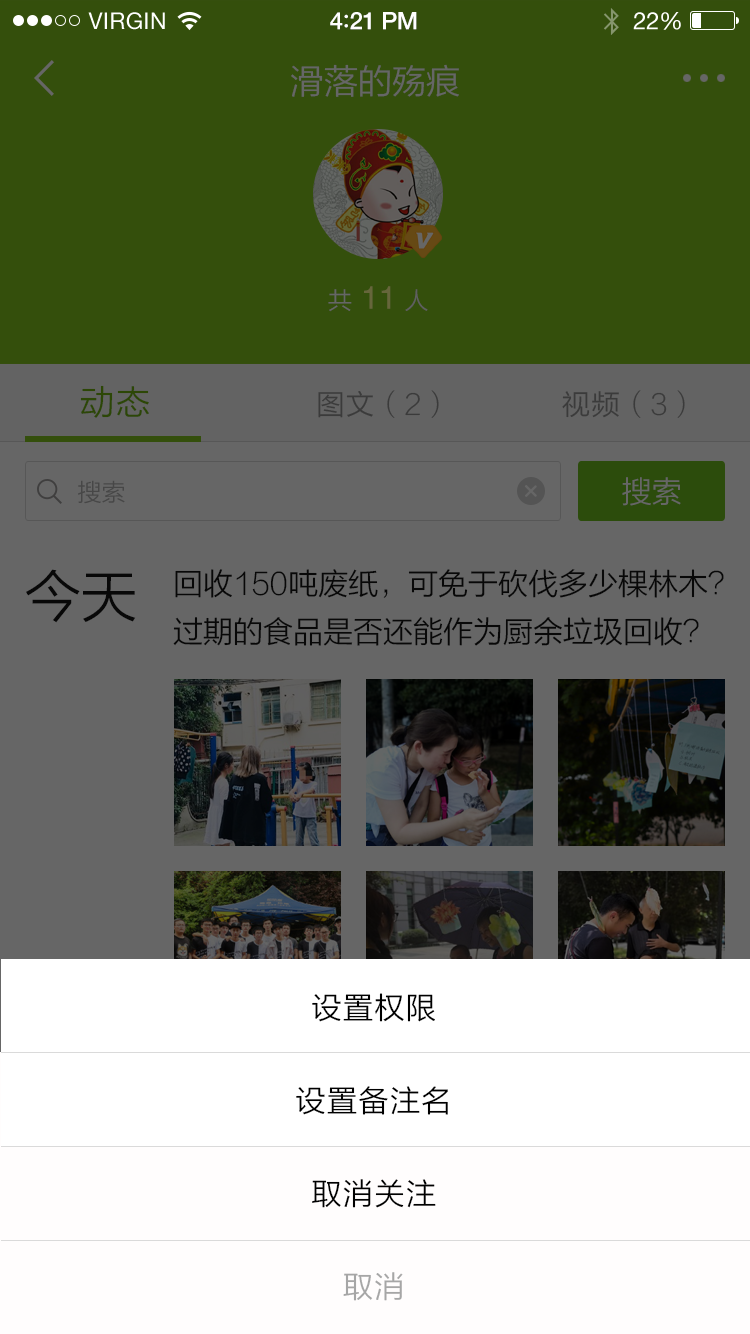 VIRGIN 4:21 PM 22%
滑落的殇痕
共 11 人
动态 图文（2） 视频（3）
搜索 搜索
今天 回收150吨废纸，可免于砍伐多少棵林木？
过期的食品是否还能作为厨余垃圾回收？
设置权限
设置备注名
取消关注
取消